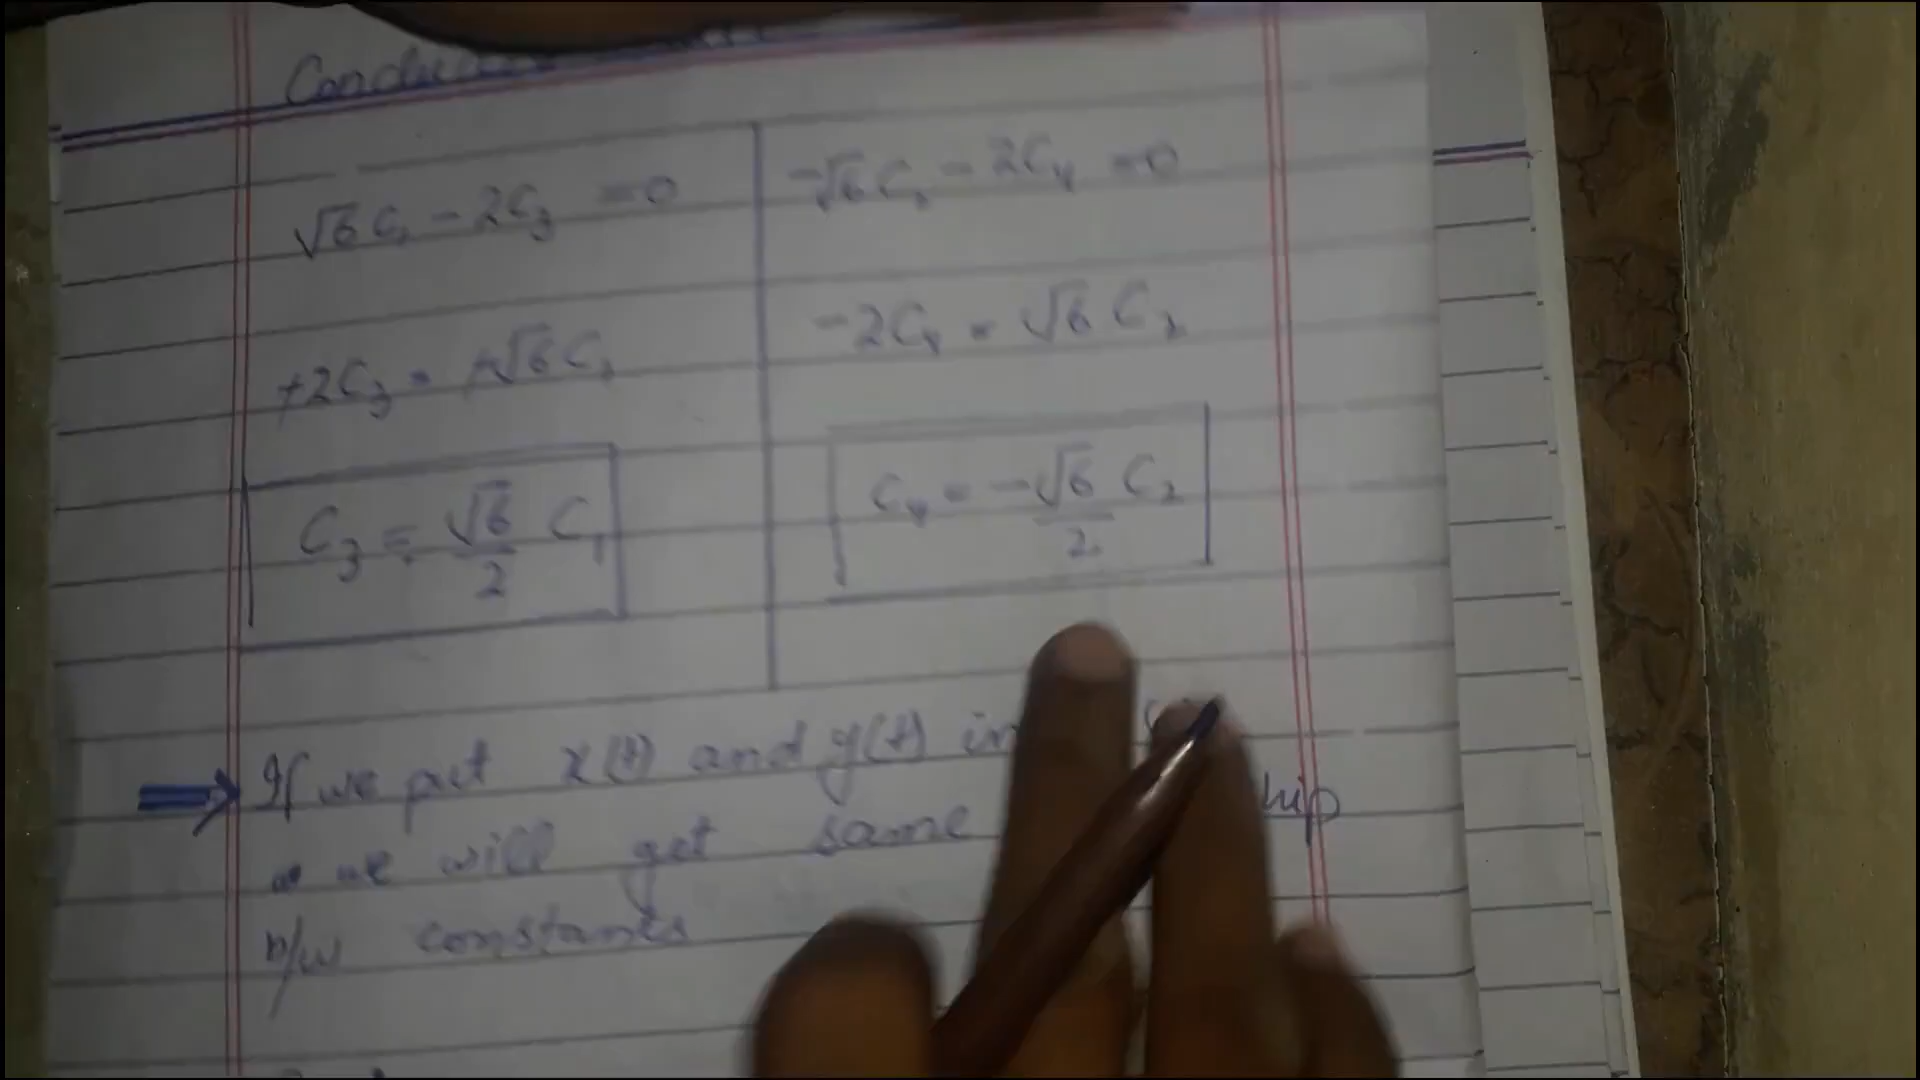 √6 C₁ - 2C₃ = 0
+2C₃ = +√6 C₁
C₃ = √6/2 C₁
-√6 C₂ - 2C₄ = 0
-2C₄ = √6 C₂
C₄ = -√6/2 C₂
If we put x(t) and y(t) in
we will get same hip
b/w constants